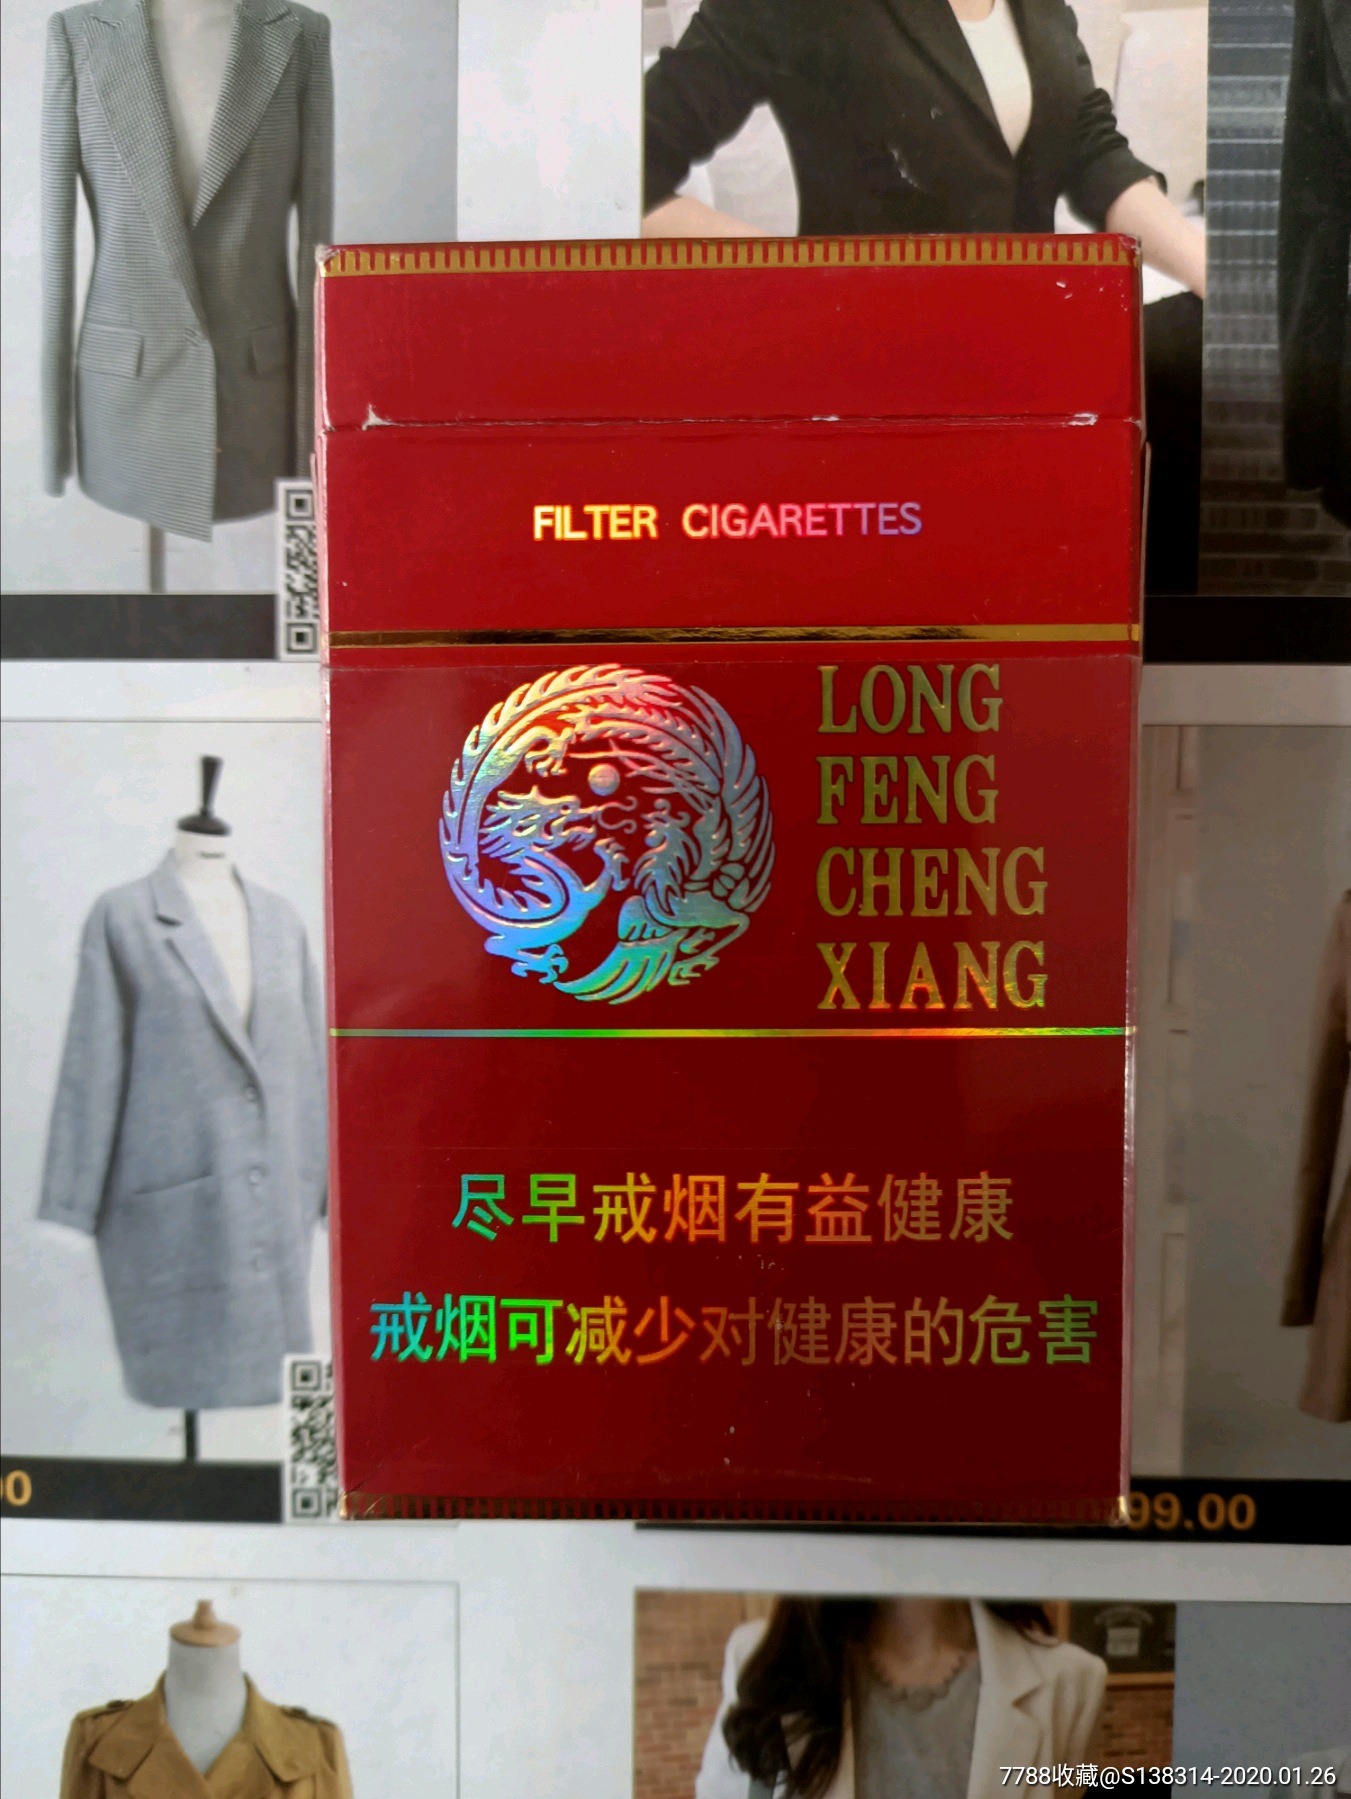 FILTER CIGARETTES
LONG
FENG
CHENG
XIANG
尽早戒烟有益健康
戒烟可减少对健康的危害
00
99.00
7788收藏@S138314-2020.01.26